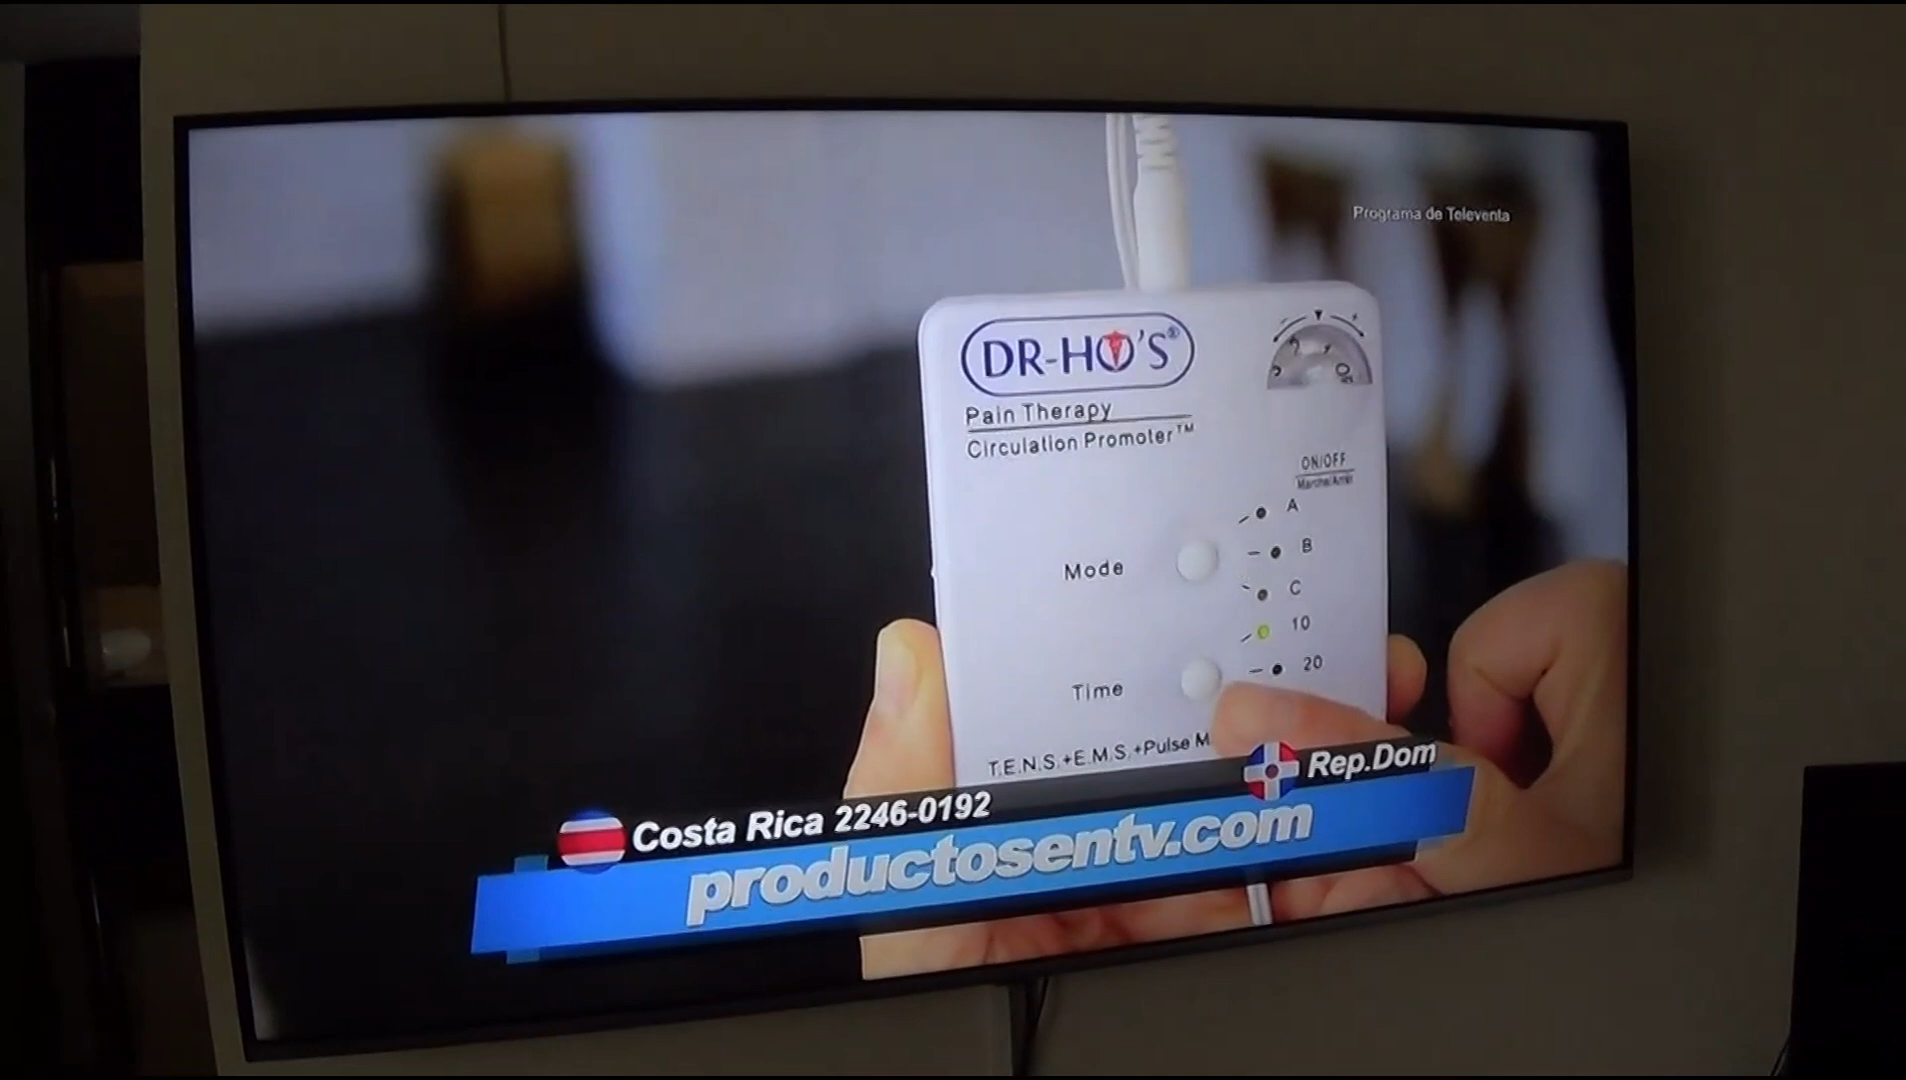 Programa de Televenta
DR-HO'S®
Pain Therapy
Circulation Promoter™
ON/OFF
Marche/Arrêt
A
B
Mode
C
10
20
Time
T.E.N.S.+E.M.S.+Pulse M
Rep.Dom
Costa Rica 2246-0192
productosentv.com